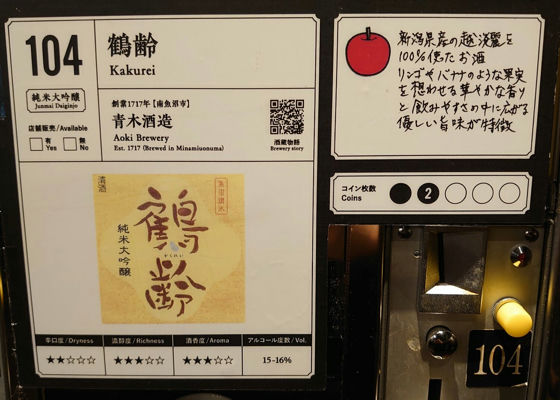 104
鶴齢
Kakurei
純米大吟醸
Junmai Daiginjo
店舗販売/Available
有
Yes
無
No
創業1717年【南魚沼市】
青木酒造
Aoki Brewery
Est. 1717 (Brewed in Minamiuonuma)
酒蔵物語
Brewery story
清酒
鶴齢
かくれい
純米大吟醸
辛口度/Dryness
★★☆☆☆
濃醇度/Richness
★★★☆☆
酒香度/Aroma
★★★☆☆
アルコール度数/Vol.
15-16%
新潟県産の越淡麗を
100%使ったお酒
リンゴやバナナのような果実
を想わせる華やかな香り
と飲みやすさの中に広がる
優しい旨味が特徴
コイン枚数
Coins
2
104